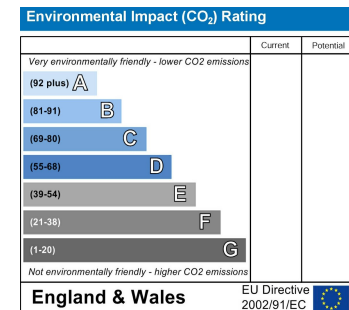 Environmental Impact (CO₂) Rating
Current Potential
Very environmentally friendly - lower CO2 emissions
(92 plus) A
(81-91) B
(69-80) C
(55-68) D
(39-54) E
(21-38) F
(1-20) G
Not environmentally friendly - higher CO2 emissions
England & Wales
EU Directive
2002/91/EC